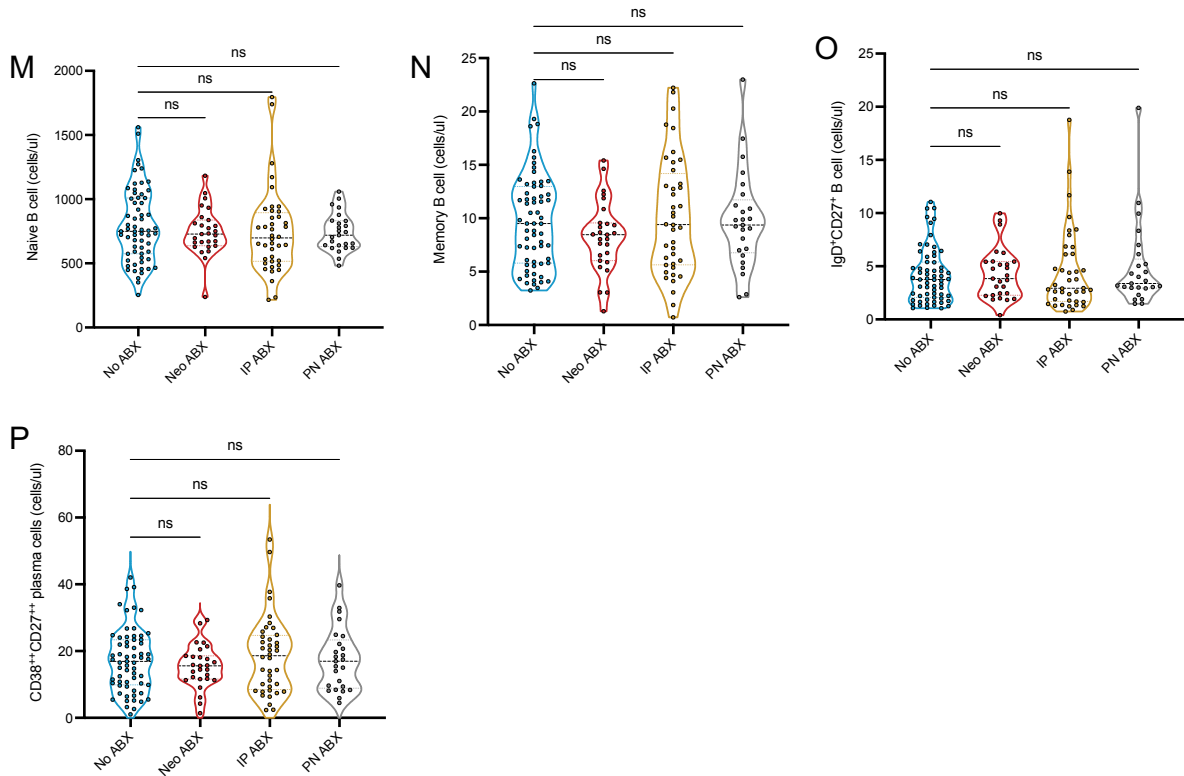 M
ns
ns
ns
Naive B cell (cells/ul)
2000
1500
1000
500
0
No ABX
Neo ABX
IP ABX
PN ABX
N
ns
ns
ns
Memory B cell (cells/ul)
25
20
15
10
5
0
No ABX
Neo ABX
IP ABX
PN ABX
O
ns
ns
ns
IgD⁺CD27⁺ B cell (cells/ul)
25
20
15
10
5
0
No ABX
Neo ABX
IP ABX
PN ABX
P
ns
ns
ns
CD38⁺⁺CD27⁺⁺ plasma cells (cells/ul)
80
60
40
20
0
No ABX
Neo ABX
IP ABX
PN ABX